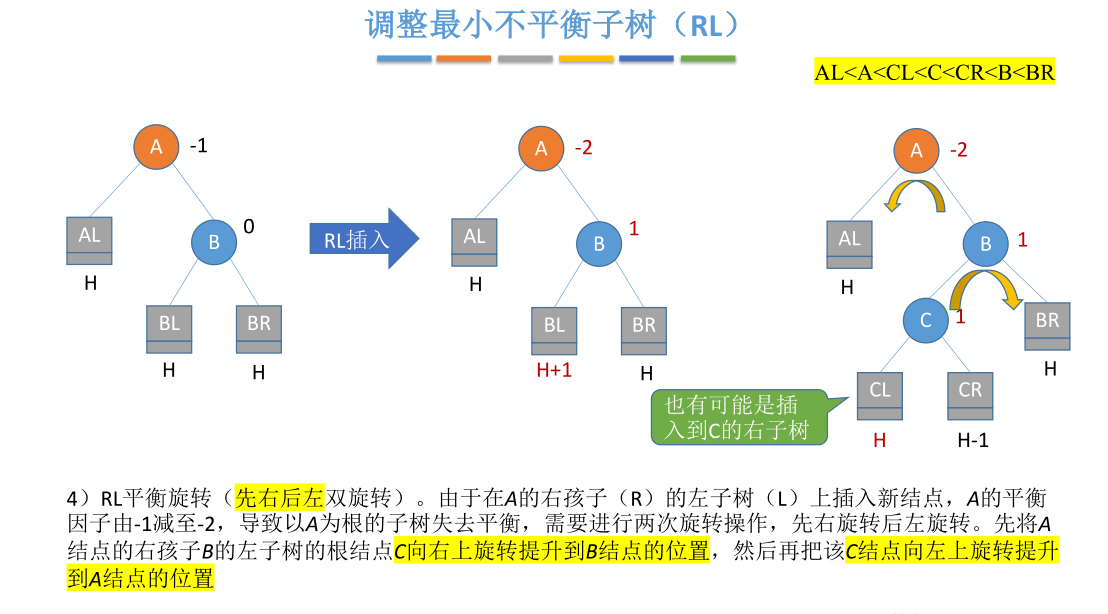 调整最小不平衡子树（RL）
AL<A<CL<C<CR<B<BR
A -1
AL
H
B 0
BL
H
BR
H
RL插入
A -2
AL
H
B 1
BL
H+1
BR
H
A -2
AL
H
B 1
C 1
BR
H
CL
H
CR
H-1
也有可能是插
入到C的右子树
4）RL平衡旋转（先右后左双旋转）。由于在A的右孩子（R）的左子树（L）上插入新结点，A的平衡
因子由-1减至-2，导致以A为根的子树失去平衡，需要进行两次旋转操作，先右旋转后左旋转。先将A
结点的右孩子B的左子树的根结点C向右上旋转提升到B结点的位置，然后再把该C结点向左上旋转提升
到A结点的位置